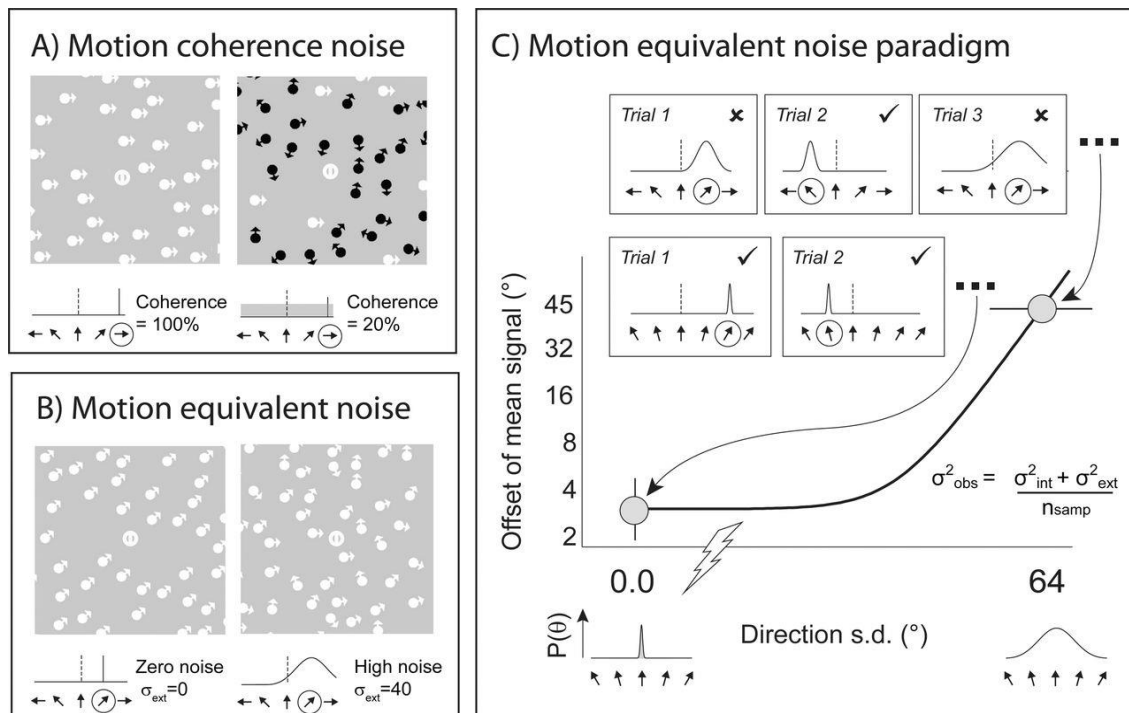 A) Motion coherence noise
Coherence
= 100%
Coherence
= 20%
B) Motion equivalent noise
Zero noise
σext=0
High noise
σext=40
C) Motion equivalent noise paradigm
Trial 1 ✘
Trial 2 ✓
Trial 3 ✘
Trial 1 ✓
Trial 2 ✓
Offset of mean signal (°)
45
32
16
8
4
2
σ²obs = σ²int + σ²ext
nsamp
0.0
64
P(θ)
Direction s.d. (°)